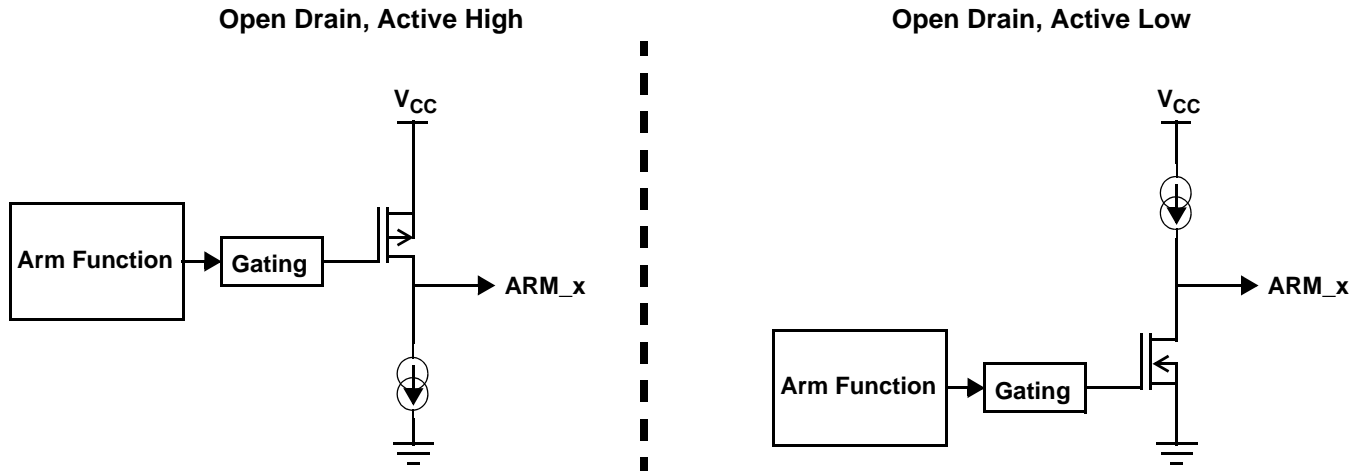 Open Drain, Active High
Open Drain, Active Low
VCC
Arm Function
Gating
ARM_x
VCC
ARM_x
Arm Function
Gating